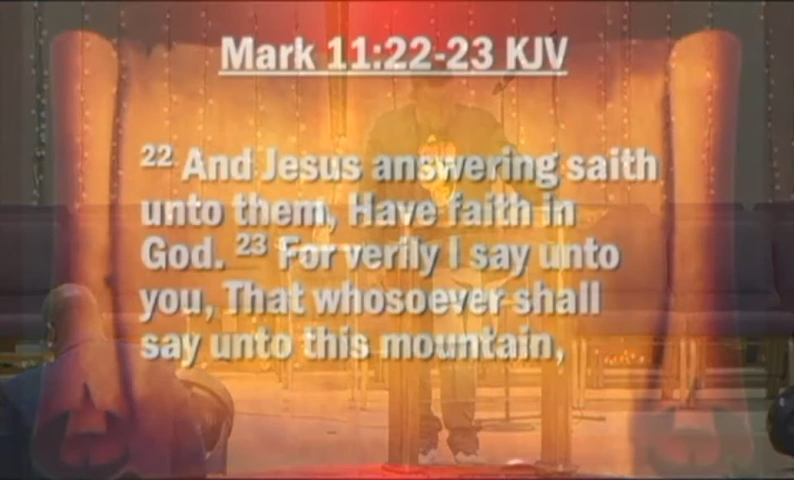 Mark 11:22-23 KJV
22 And Jesus answering saith
unto them, Have faith in
God. 23 For verily I say unto
you, That whosoever shall
say unto this mountain,